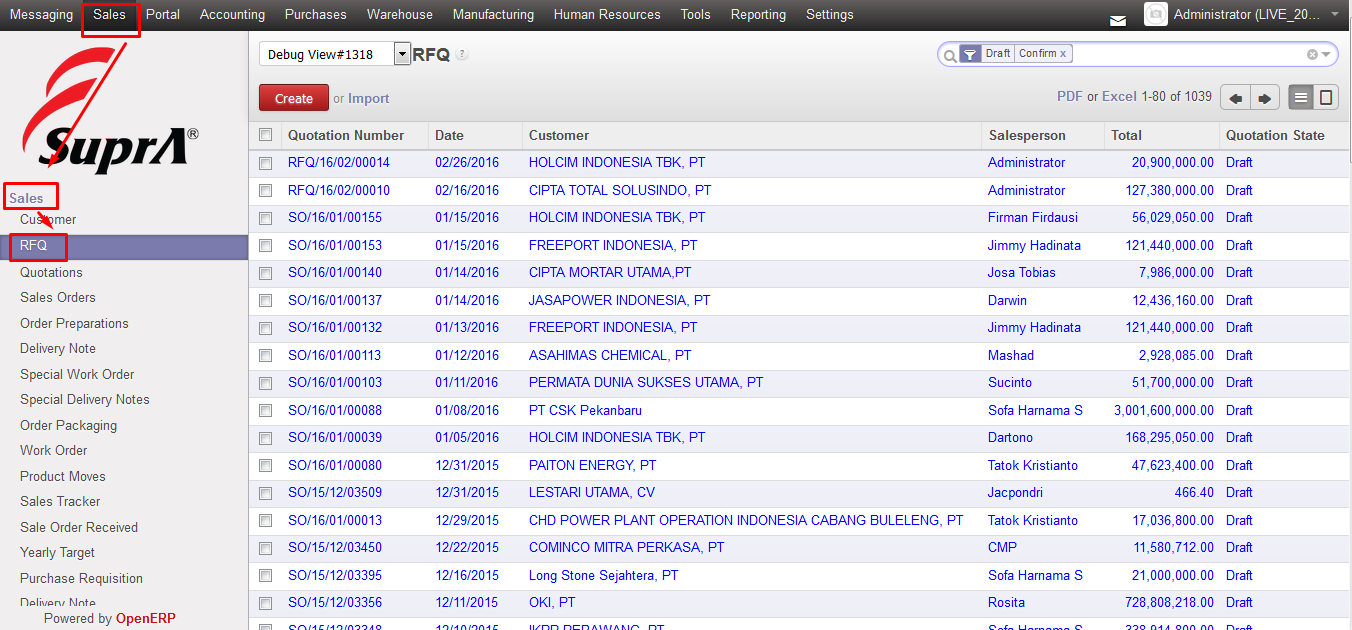 Messaging Sales Portal Accounting Purchases Warehouse Manufacturing Human Resources Tools Reporting Settings Administrator (LIVE_20...
SuprA®
Sales
Customer
RFQ
Quotations
Sales Orders
Order Preparations
Delivery Note
Special Work Order
Special Delivery Notes
Order Packaging
Work Order
Product Moves
Sales Tracker
Sale Order Received
Yearly Target
Purchase Requisition
Delivery Note
Powered by OpenERP
Debug View#1318 RFQ ? Draft Confirm x
Create or Import PDF or Excel 1-80 of 1039
Quotation Number Date Customer Salesperson Total Quotation State
RFQ/16/02/00014 02/26/2016 HOLCIM INDONESIA TBK, PT Administrator 20,900,000.00 Draft
RFQ/16/02/00010 02/16/2016 CIPTA TOTAL SOLUSINDO, PT Administrator 127,380,000.00 Draft
SO/16/01/00155 01/15/2016 HOLCIM INDONESIA TBK, PT Firman Firdausi 56,029,050.00 Draft
SO/16/01/00153 01/15/2016 FREEPORT INDONESIA, PT Jimmy Hadinata 121,440,000.00 Draft
SO/16/01/00140 01/14/2016 CIPTA MORTAR UTAMA,PT Josa Tobias 7,986,000.00 Draft
SO/16/01/00137 01/14/2016 JASAPOWER INDONESIA, PT Darwin 12,436,160.00 Draft
SO/16/01/00132 01/13/2016 FREEPORT INDONESIA, PT Jimmy Hadinata 121,440,000.00 Draft
SO/16/01/00113 01/12/2016 ASAHIMAS CHEMICAL, PT Mashad 2,928,085.00 Draft
SO/16/01/00103 01/11/2016 PERMATA DUNIA SUKSES UTAMA, PT Sucinto 51,700,000.00 Draft
SO/16/01/00088 01/08/2016 PT CSK Pekanbaru Sofa Harnama S 3,001,600,000.00 Draft
SO/16/01/00039 01/05/2016 HOLCIM INDONESIA TBK, PT Dartono 168,295,050.00 Draft
SO/16/01/00080 12/31/2015 PAITON ENERGY, PT Tatok Kristianto 47,623,400.00 Draft
SO/15/12/03509 12/31/2015 LESTARI UTAMA, CV Jacpondri 466.40 Draft
SO/16/01/00013 12/29/2015 CHD POWER PLANT OPERATION INDONESIA CABANG BULELENG, PT Tatok Kristianto 17,036,800.00 Draft
SO/15/12/03450 12/22/2015 COMINCO MITRA PERKASA, PT CMP 11,580,712.00 Draft
SO/15/12/03395 12/16/2015 Long Stone Sejahtera, PT Sofa Harnama S 21,000,000.00 Draft
SO/15/12/03356 12/11/2015 OKI, PT Rosita 728,808,218.00 Draft
SO/15/12/03348 12/10/2015 PT Sofa Harnama S 338,914,800.00 Draft